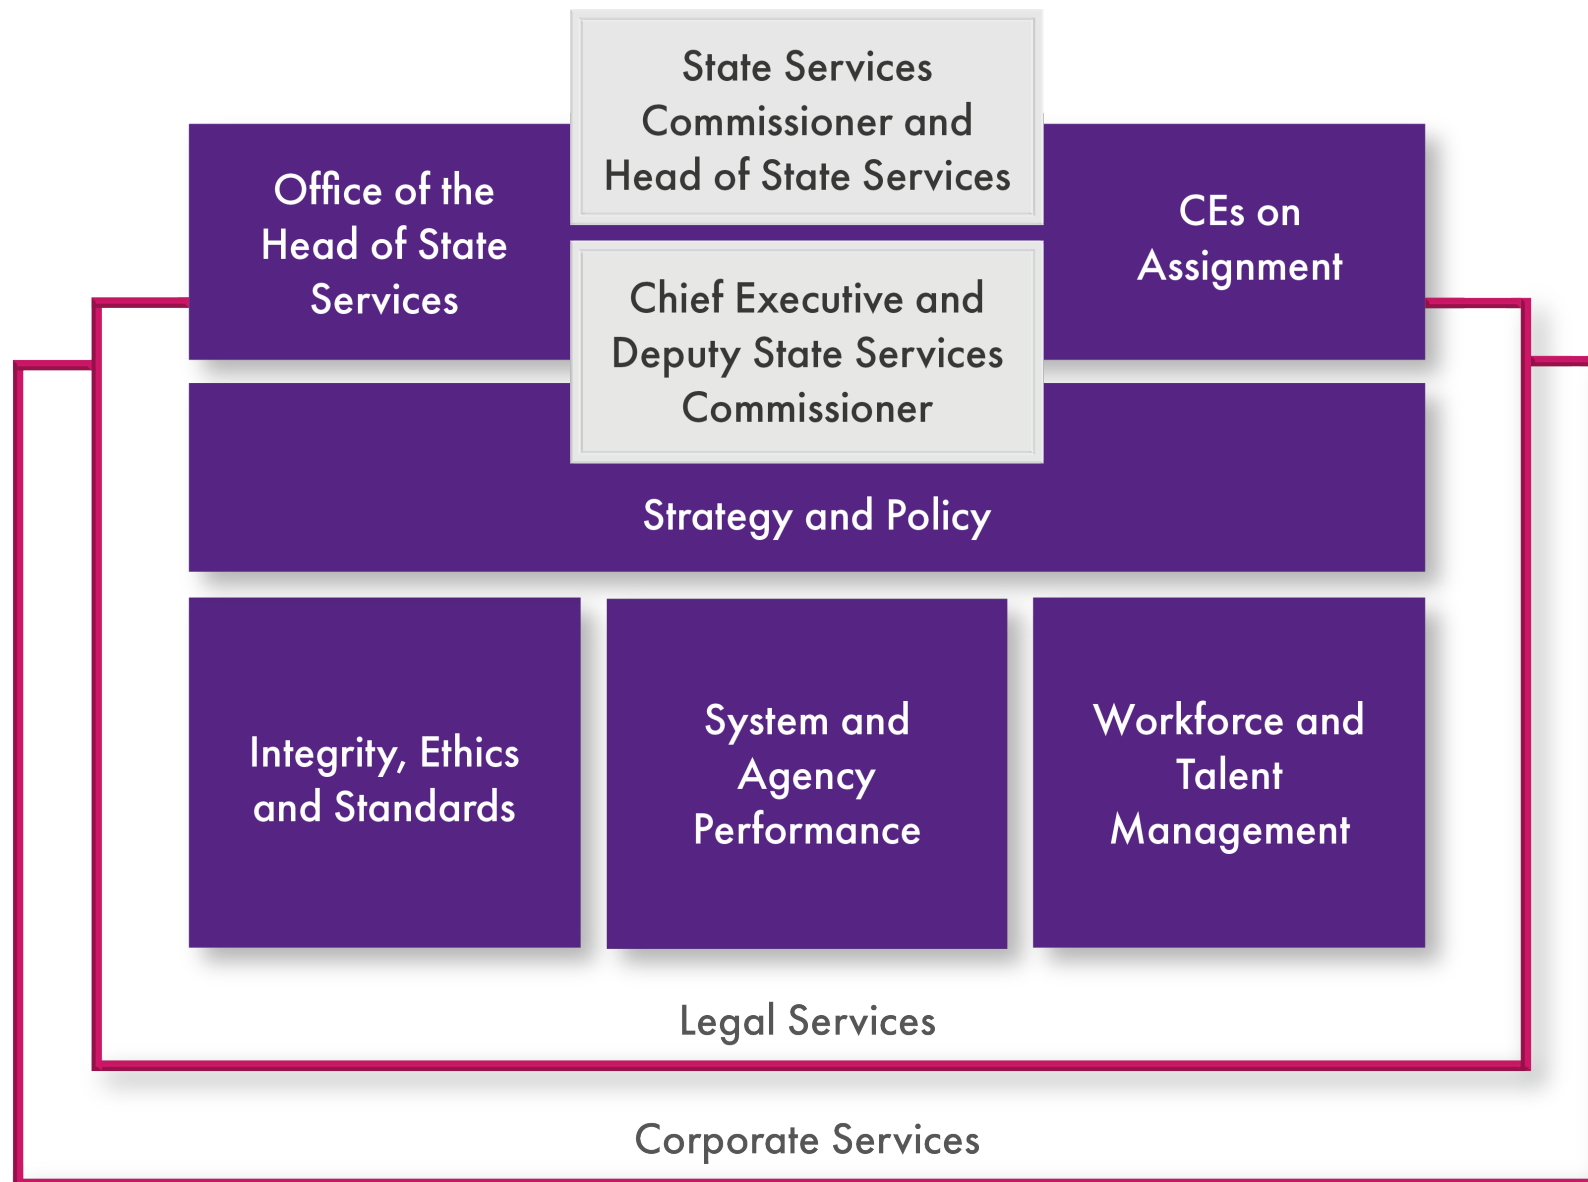 State Services
Commissioner and
Head of State Services
Office of the
Head of State
Services
CEs on
Assignment
Chief Executive and
Deputy State Services
Commissioner
Strategy and Policy
Integrity, Ethics
and Standards
System and
Agency
Performance
Workforce and
Talent
Management
Legal Services
Corporate Services